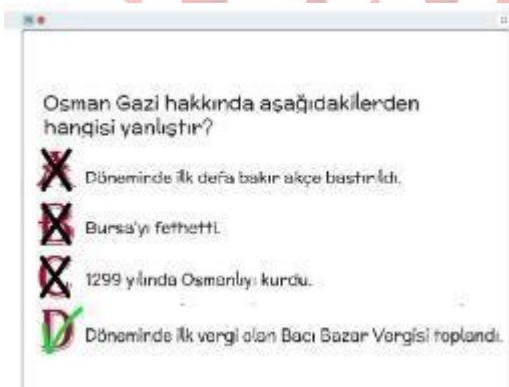 Osman Gazi hakkında aşağıdakilerden
hangisi yanlıştır?
A Döneminde ilk defa bakır akçe bastırıldı.
B Bursa'yı fethetti.
C 1299 yılında Osmanlıyı kurdu.
D Döneminde ilk vergi olan Bacı Bazar Vergisi toplandı.